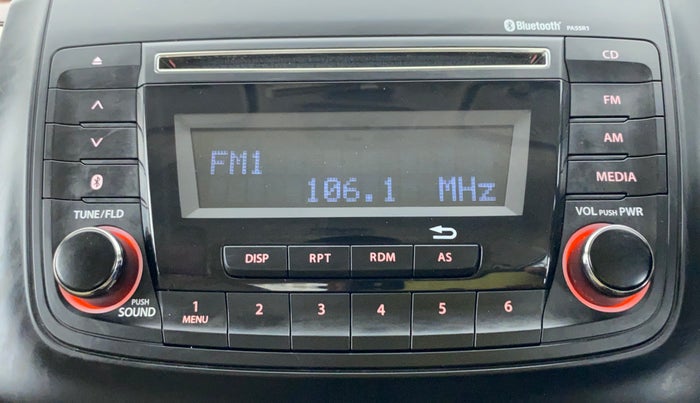 Bluetooth® PA5SR1
CD
FM
AM
MEDIA
FM1
106.1 MHz
TUNE/FLD
VOL PUSH PWR
DISP RPT RDM AS
PUSH
SOUND
1 2 3 4 5 6
MENU